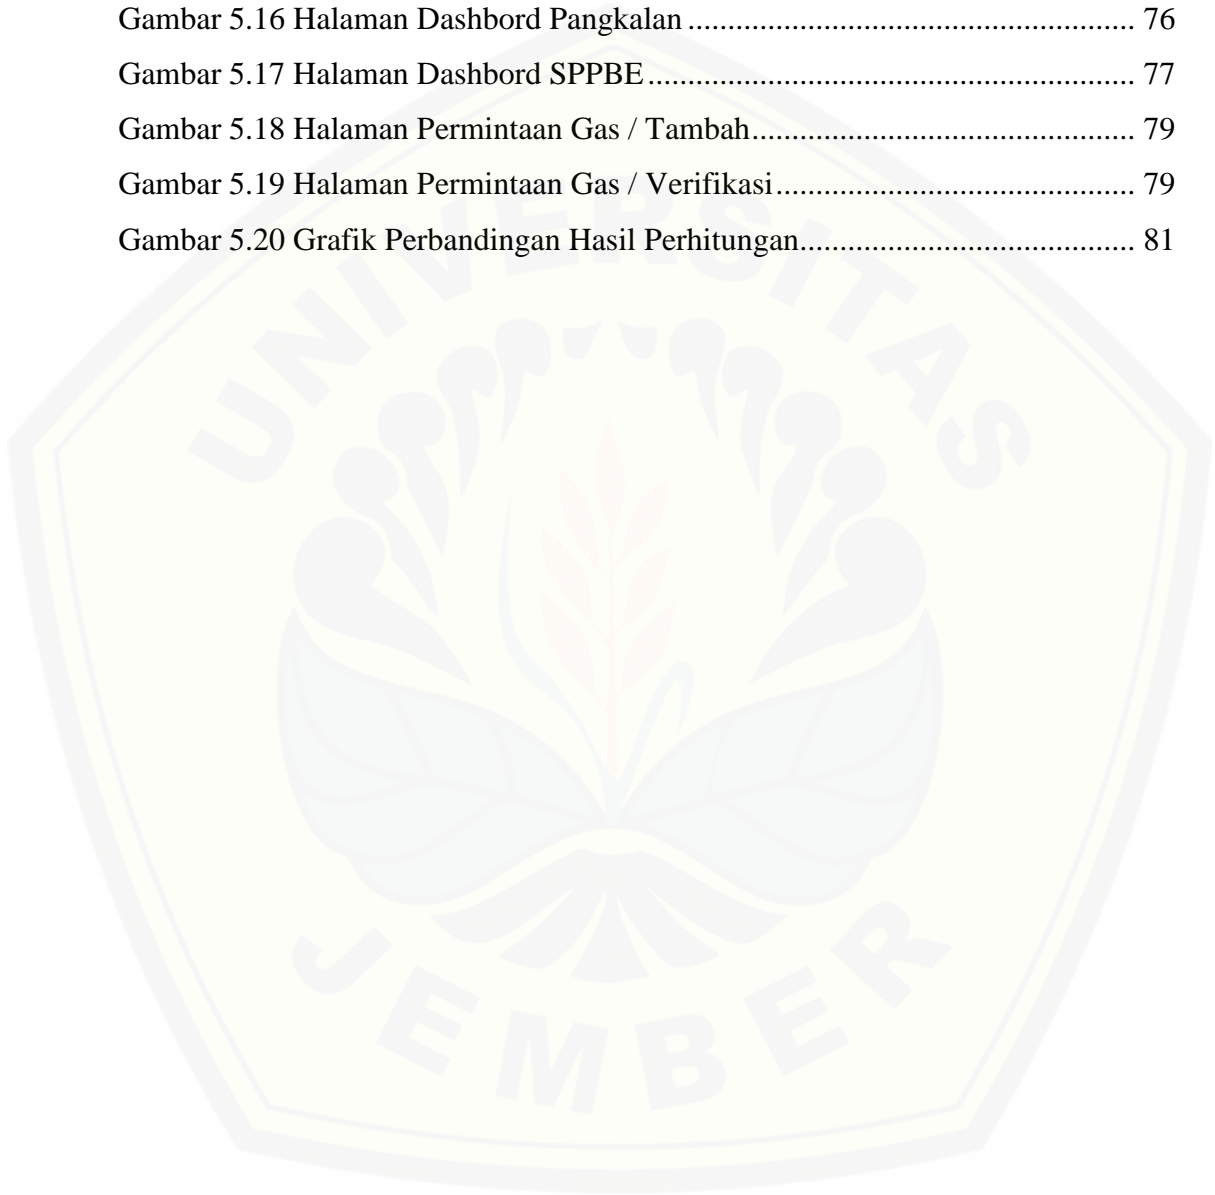 Gambar 5.16 Halaman Dashbord Pangkalan ........................................................ 76
Gambar 5.17 Halaman Dashbord SPPBE ............................................................. 77
Gambar 5.18 Halaman Permintaan Gas / Tambah ................................................ 79
Gambar 5.19 Halaman Permintaan Gas / Verifikasi ............................................. 79
Gambar 5.20 Grafik Perbandingan Hasil Perhitungan .......................................... 81
UNIVERSITAS
JEMBER